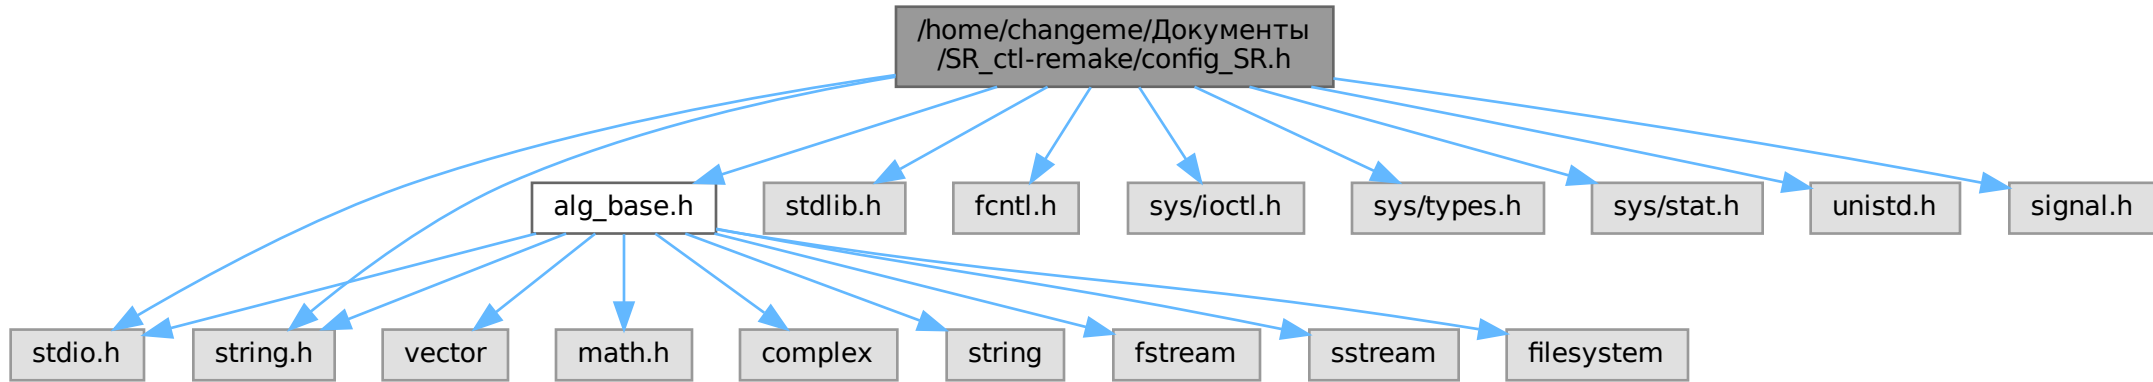 /home/changeme/Документы
/SR_ctl-remake/config_SR.h
alg_base.h
stdlib.h
fcntl.h
sys/ioctl.h
sys/types.h
sys/stat.h
unistd.h
signal.h
stdio.h
string.h
vector
math.h
complex
string
fstream
sstream
filesystem